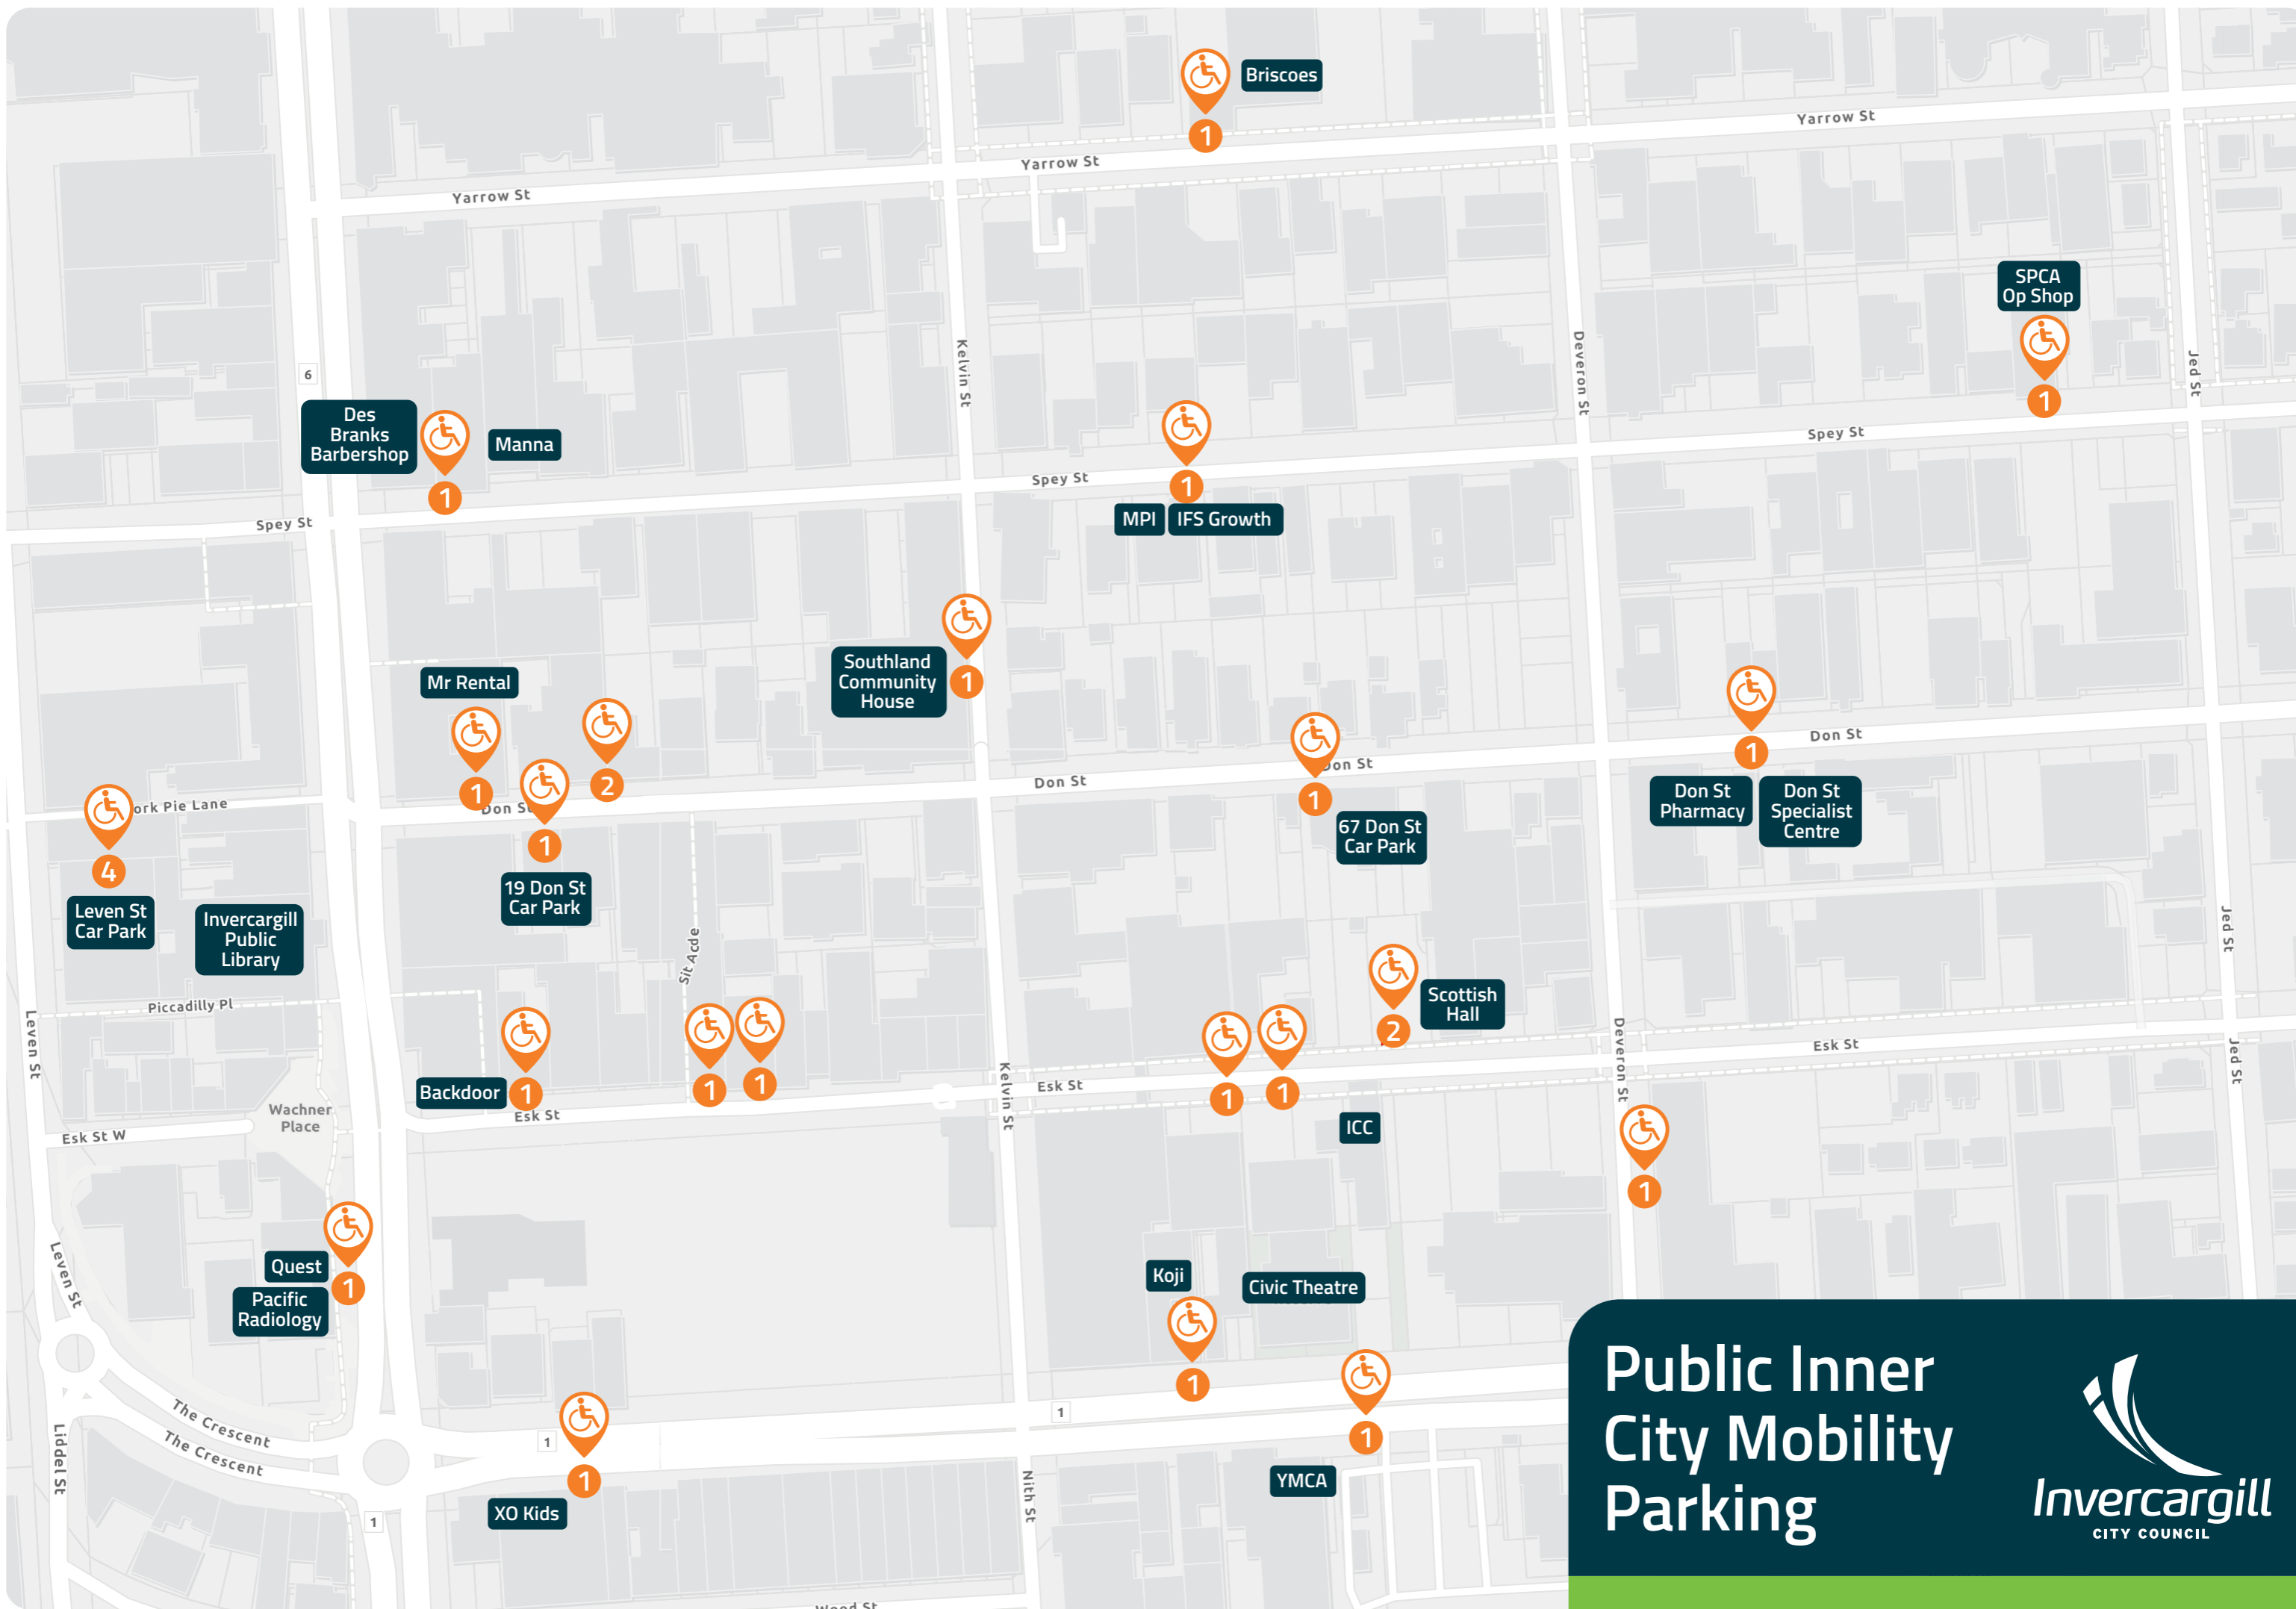 Briscoes
1
Yarrow St
Yarrow St
Yarrow St
SPCA
Op Shop
1
Kelvin St
Deveron St
Jed St
6
Des
Branks
Barbershop
Manna
1
Spey St
Spey St
Spey St
1
MPI
IFS Growth
Southland
Community
House
1
Mr Rental
1
2
Don St
1
19 Don St
Car Park
Don St
Don St
1
67 Don St
Car Park
Don St
1
Don St
Pharmacy
Don St
Specialist
Centre
ork Pie Lane
4
Leven St
Car Park
Invercargill
Public
Library
Piccadilly Pl
Sit Acde
Leven St
Backdoor
1
1
1
Esk St
Kelvin St
Esk St
1
1
2
Scottish
Hall
ICC
Deveron St
Esk St
Jed St
Jed St
1
Wachner
Place
Esk St W
Leven St
Quest
Pacific
Radiology
1
Koji
1
Civic Theatre
1
1
YMCA
The Crescent
The Crescent
Liddel St
1
1
1
XO Kids
Nith St
Wood St
Public Inner
City Mobility
Parking
Invercargill
CITY COUNCIL